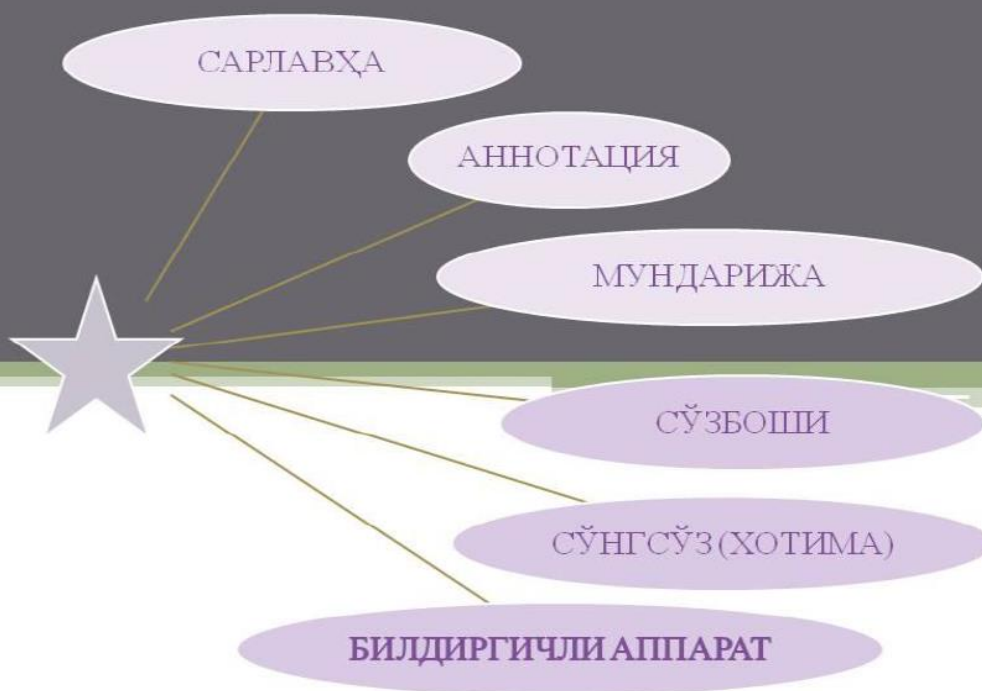 САРЛАВҲА
АННОТАЦИЯ
МУНДАРИЖА
СЎЗБОШИ
СЎНГСЎЗ (ХОТИМА)
БИЛДИРГИЧЛИ АППАРАТ